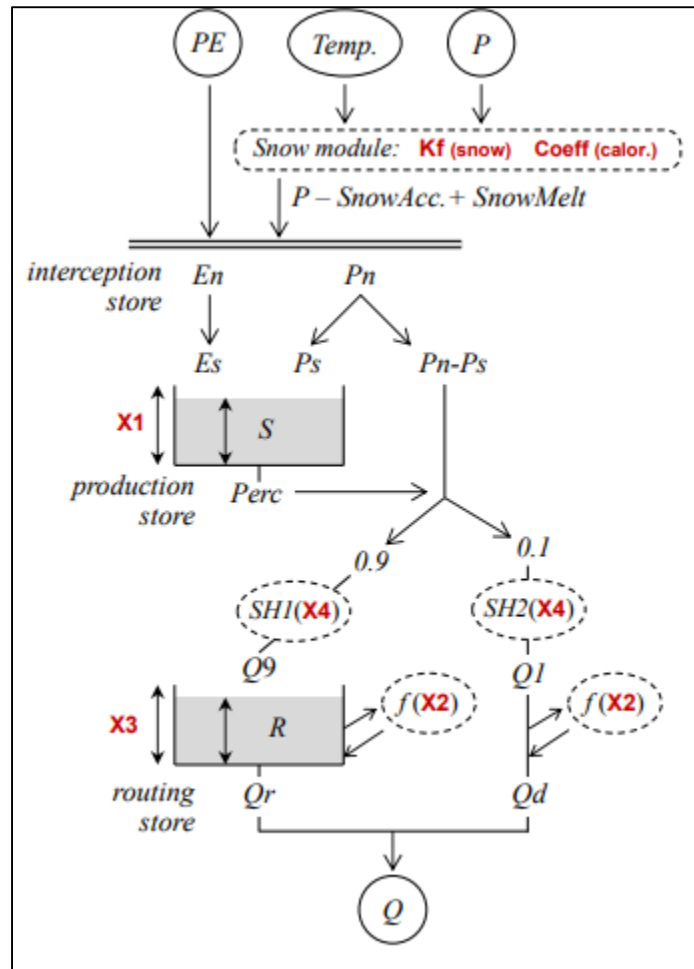 PE Temp. P
Snow module: Kf (snow) Coeff (calor.)
P – SnowAcc. + SnowMelt
interception store
En Pn
Es Ps Pn-Ps
X1 S
production store
Perc
0.9 0.1
SH1(X4) SH2(X4)
Q9 Q1
X3 R f(X2) f(X2)
routing store
Qr Qd
Q